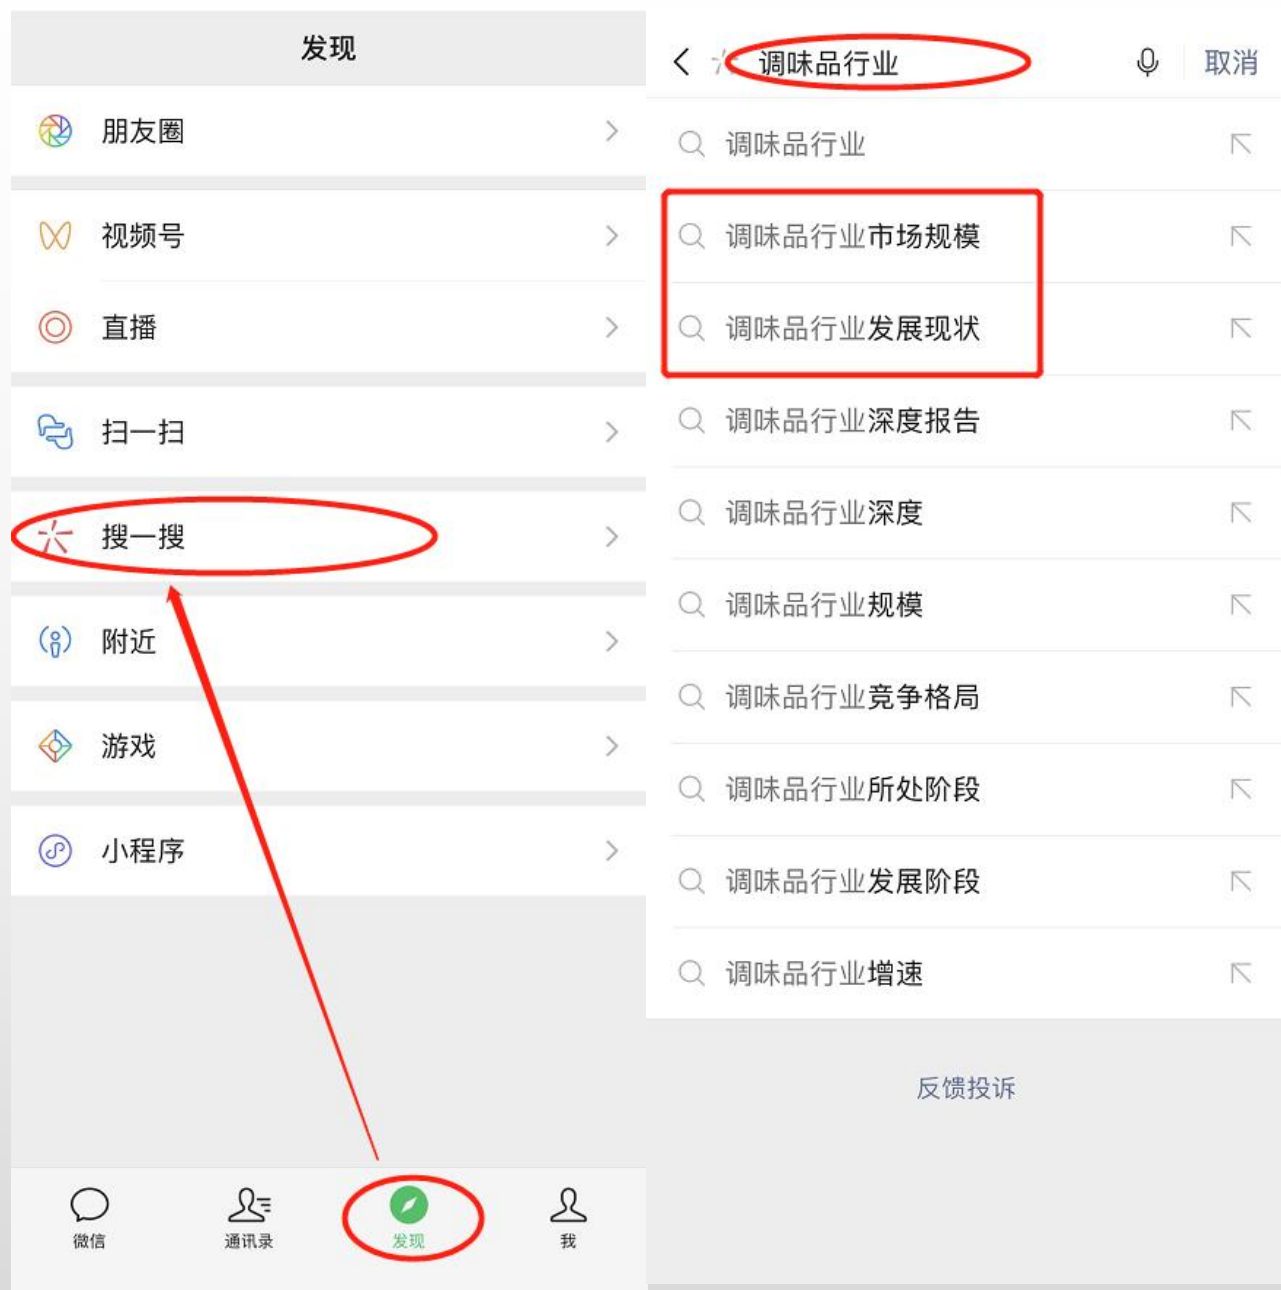 发现
朋友圈
视频号
直播
扫一扫
搜一搜
附近
游戏
小程序
微信
通讯录
发现
我
调味品行业
取消
调味品行业
调味品行业市场规模
调味品行业发展现状
调味品行业深度报告
调味品行业深度
调味品行业规模
调味品行业竞争格局
调味品行业所处阶段
调味品行业发展阶段
调味品行业增速
反馈投诉